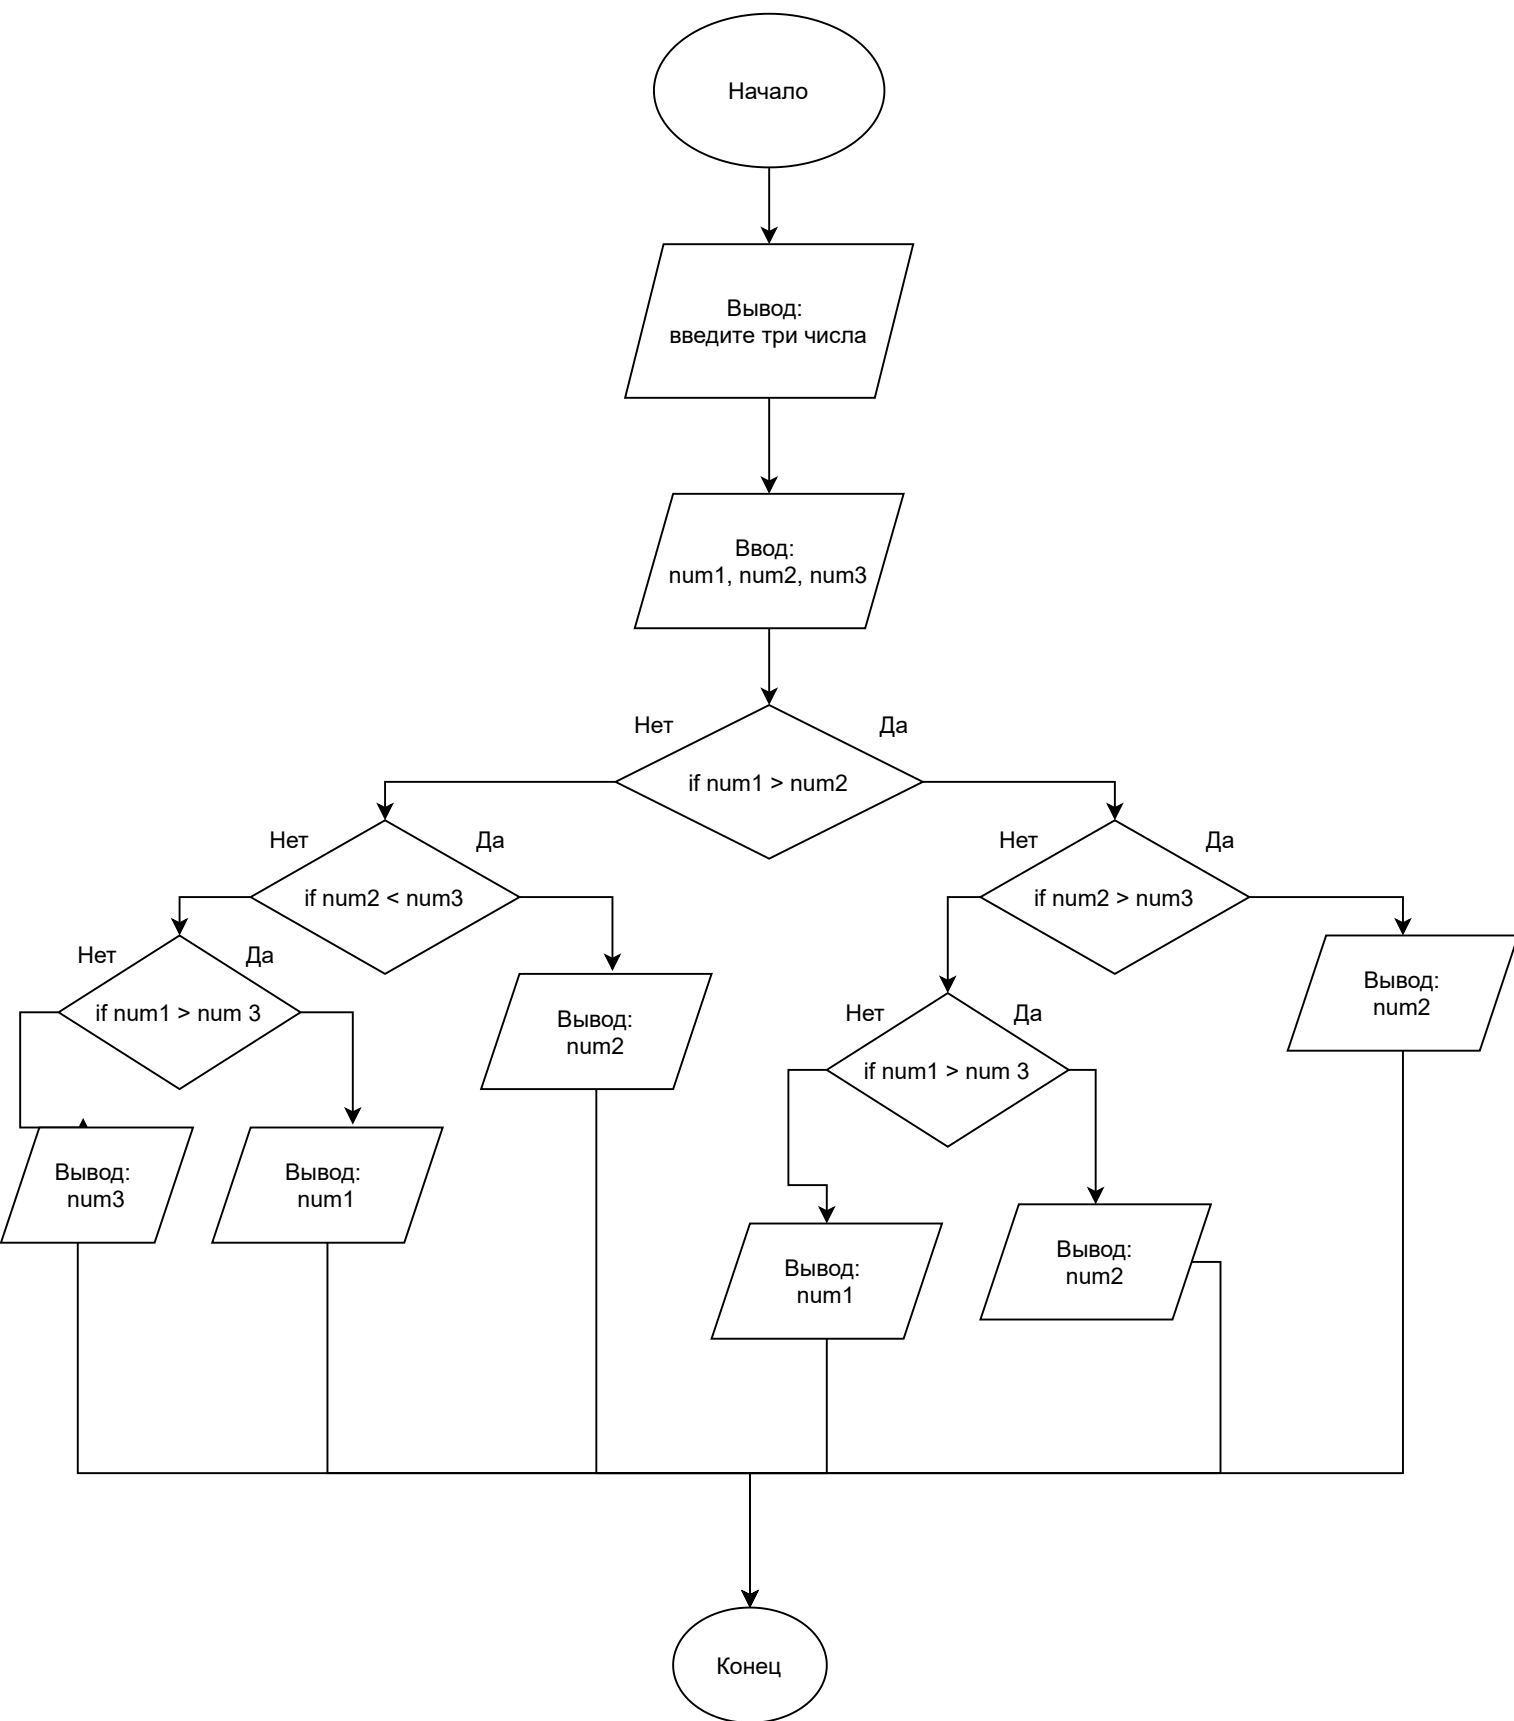 Начало
Вывод:
введите три числа
Ввод:
num1, num2, num3
Нет
Да
if num1 > num2
Нет
Да
Нет
Да
if num2 < num3
if num2 > num3
Нет
Да
if num1 > num 3
Вывод:
num2
Вывод:
num2
Нет
Да
if num1 > num 3
Вывод:
num3
Вывод:
num1
Вывод:
num1
Вывод:
num2
Конец